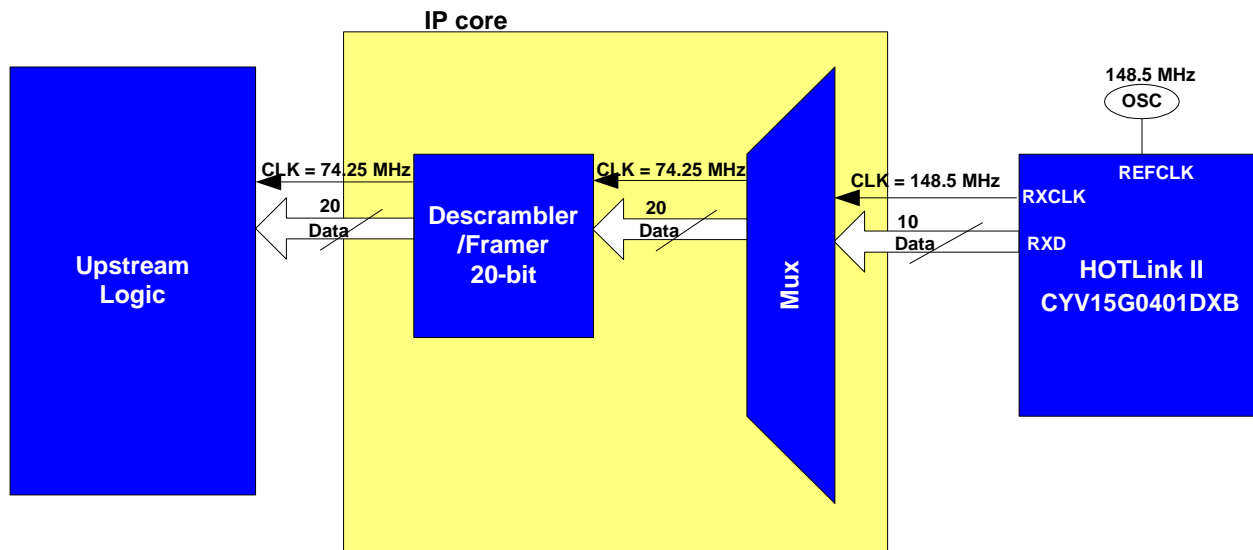 IP core
148.5 MHz
OSC
CLK = 74.25 MHz
CLK = 74.25 MHz
CLK = 148.5 MHz
REFCLK
RXCLK
20
Data
20
Data
10
Data
RXD
Upstream
Logic
Descrambler
/Framer
20-bit
Mux
HOTLink II
CYV15G0401DXB